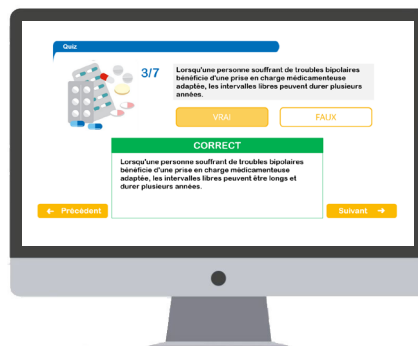 Quiz
3/7
Lorsqu'une personne souffrant de troubles bipolaires
bénéficie d'une prise en charge médicamenteuse
adaptée, les intervalles libres peuvent durer plusieurs
années.
VRAI
FAUX
CORRECT
Lorsqu'une personne souffrant de troubles bipolaires
bénéficie d'une prise en charge médicamenteuse
adaptée, les intervalles libres peuvent être longs et
durer plusieurs années.
← Précédent
Suivant →